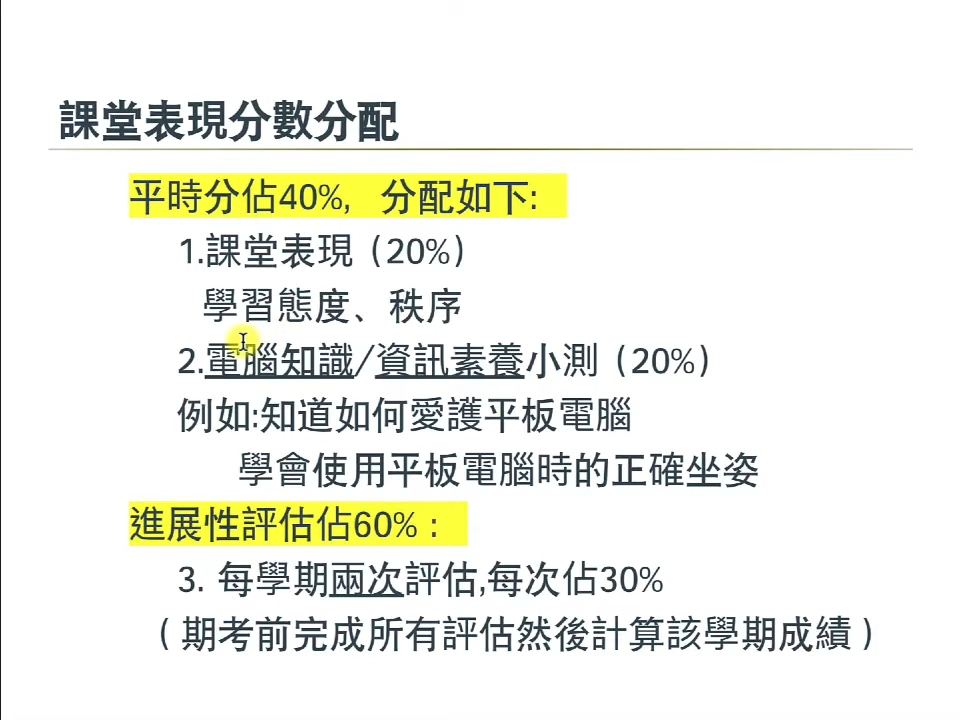 課堂表現分數分配
平時分佔40%, 分配如下:
1.課堂表現（20%）
學習態度、秩序
2.電腦知識/資訊素養小測（20%）
例如:知道如何愛護平板電腦
學會使用平板電腦時的正確坐姿
進展性評估佔60%：
3. 每學期兩次評估,每次佔30%
（期考前完成所有評估然後計算該學期成績）